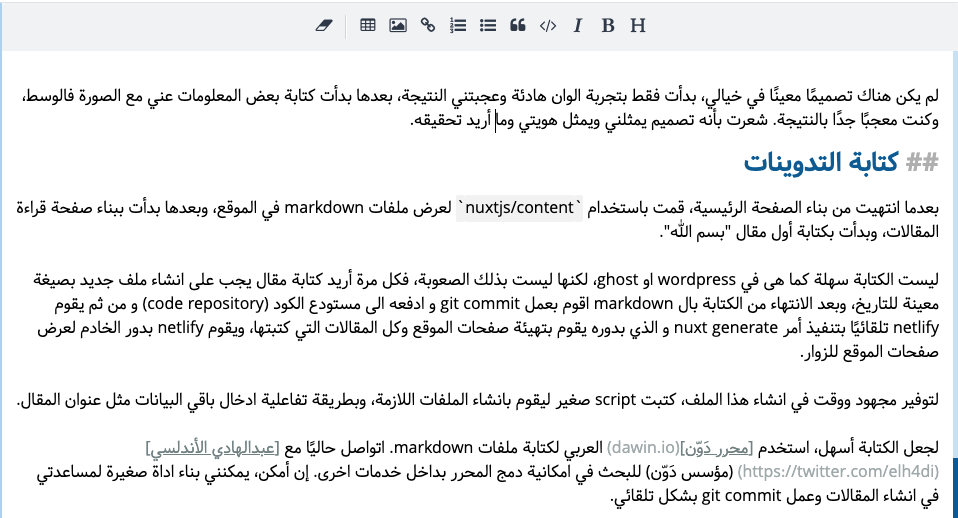 H B I </>
لم يكن هناك تصميمًا معينًا في خيالي، بدأت فقط بتجربة الوان هادئة وعجبتني النتيجة، بعدها بدأت كتابة بعض المعلومات عني مع الصورة فالوسط،
وكنت معجبًا جدًا بالنتيجة. شعرت بأنه تصميم يمثلني ويمثل هويتي وما أريد تحقيقه.
## كتابة التدوينات
بعدما انتهيت من بناء الصفحة الرئيسية، قمت باستخدام `nuxtjs/content` لعرض ملفات markdown في الموقع، وبعدها بدأت ببناء صفحة قراءة
المقالات، وبدأت بكتابة أول مقال "بسم الله".
ليست الكتابة سهلة كما هى في wordpress او ghost، لكنها ليست بذلك الصعوبة، فكل مرة أريد كتابة مقال يجب على انشاء ملف جديد بصيغة
معينة للتاريخ، وبعد الانتهاء من الكتابة بال markdown اقوم بعمل git commit و ادفعه الى مستودع الكود (code repository) و من ثم يقوم
netlify تلقائيًا بتنفيذ أمر nuxt generate و الذي بدوره يقوم بتهيئة صفحات الموقع وكل المقالات التي كتبتها، ويقوم netlify بدور الخادم لعرض
صفحات الموقع للزوار.
لتوفير مجهود ووقت في انشاء هذا الملف، كتبت script صغير ليقوم بانشاء الملفات اللازمة، وبطريقة تفاعلية ادخال باقي البيانات مثل عنوان المقال.
لجعل الكتابة أسهل، استخدم [محرر دَوّن](dawin.io) العربي لكتابة ملفات markdown. اتواصل حاليًا مع [عبدالهادي الأندلسي]
(https://twitter.com/elh4di) (مؤسس دَوّن) للبحث في امكانية دمج المحرر بداخل خدمات اخرى. إن أمكن، يمكنني بناء اداة صغيرة لمساعدتي
في انشاء المقالات وعمل git commit بشكل تلقائي.